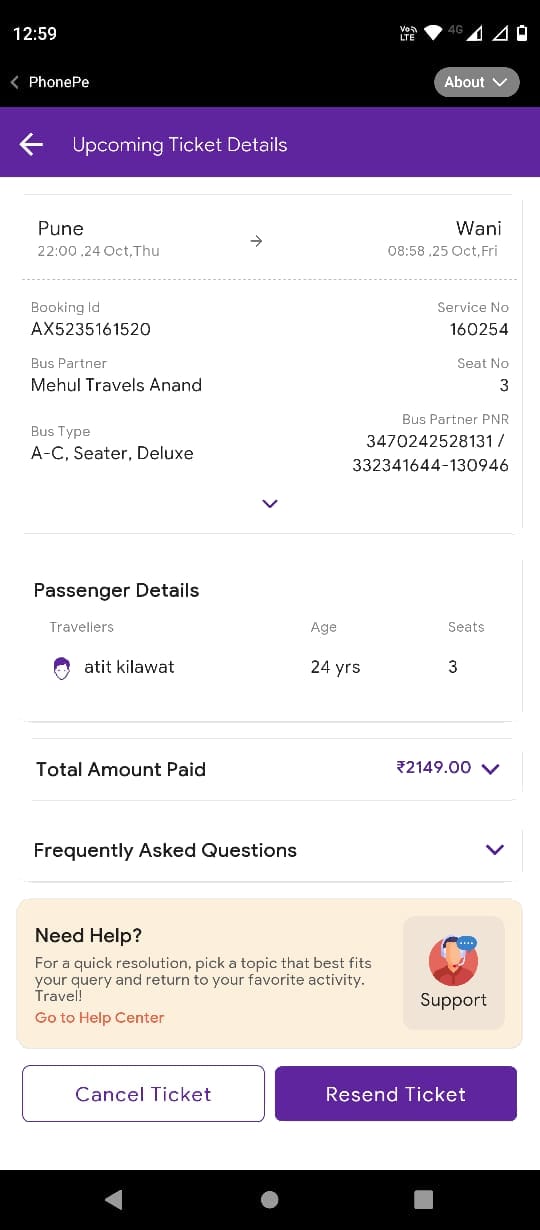 12:59
Vo))
LTE
4G
PhonePe
About
Upcoming Ticket Details
Pune
Wani
22:00 ,24 Oct,Thu
08:58 ,25 Oct,Fri
Booking Id
Service No
AX5235161520
160254
Bus Partner
Seat No
Mehul Travels Anand
3
Bus Partner PNR
Bus Type
3470242528131 /
A-C, Seater, Deluxe
332341644-130946
Passenger Details
Travellers Age Seats
atit kilawat 24 yrs 3
Total Amount Paid ₹2149.00
Frequently Asked Questions
Need Help?
For a quick resolution, pick a topic that best fits
your query and return to your favorite activity.
Travel!
Go to Help Center
Support
Cancel Ticket
Resend Ticket